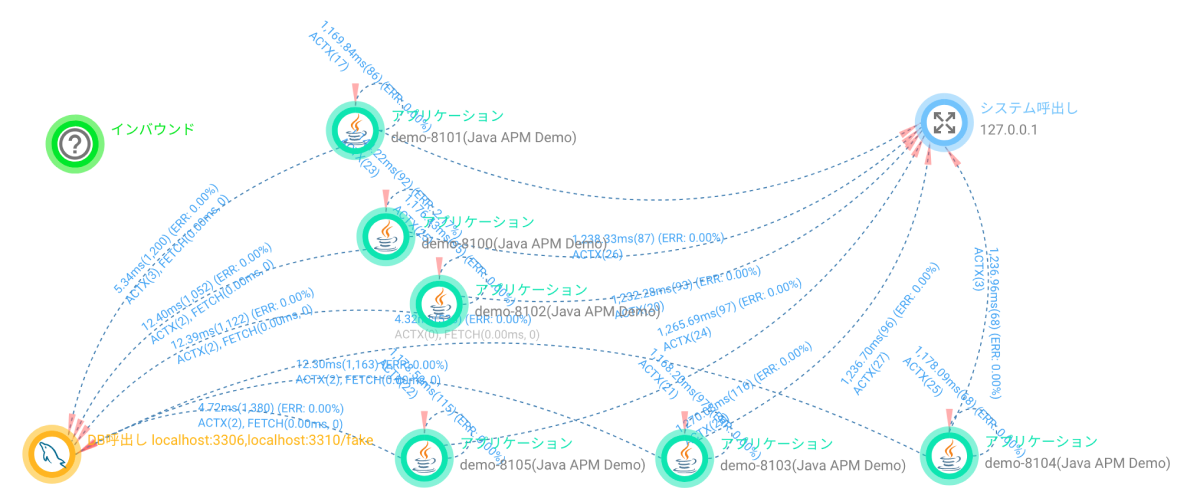 1,169.84ms(86) (ERR: 0.00%)
ACTX(17)
インバウンド
アプリケーション
demo-8101(Java APM Demo)
システム呼出し
127.0.0.1
ACTX(23)
5.34ms(1,200) (ERR: 0.00%)
ACTX(3), FETCH(0.00ms, 0)
アプリケーション
demo-8100(Java APM Demo)
1,238.33ms(87) (ERR: 0.00%)
ACTX(26)
12.40ms(1,052) (ERR: 0.00%)
ACTX(2), FETCH(0.00ms, 0)
アプリケーション
demo-8102(Java APM Demo)
1,232.28ms(93) (ERR: 0.00%)
12.39ms(1,122) (ERR: 0.00%)
ACTX(2), FETCH(0.00ms, 0)
(ERR: 0.00%)
ACTX(0), FETCH(0.00ms, 0)
1,265.69ms(97) (ERR: 0.00%)
ACTX(24)
1,236.96ms(68) (ERR: 0.00%)
ACTX(3)
1,236.70ms(96) (ERR: 0.00%)
ACTX(27)
12.30ms(1,163) (ERR: 0.00%)
ACTX(2), FETCH(0.00ms, 0)
ACTX(22)
ACTX(21)
1,178.09ms(68) (ERR: 0.00%)
ACTX(25)
4.72ms(1,380) (ERR: 0.00%)
ACTX(2), FETCH(0.00ms, 0)
DB呼出し localhost:3306,localhost:3310/fake
アプリケーション
demo-8105(Java APM Demo)
アプリケーション
demo-8103(Java APM Demo)
アプリケーション
demo-8104(Java APM Demo)